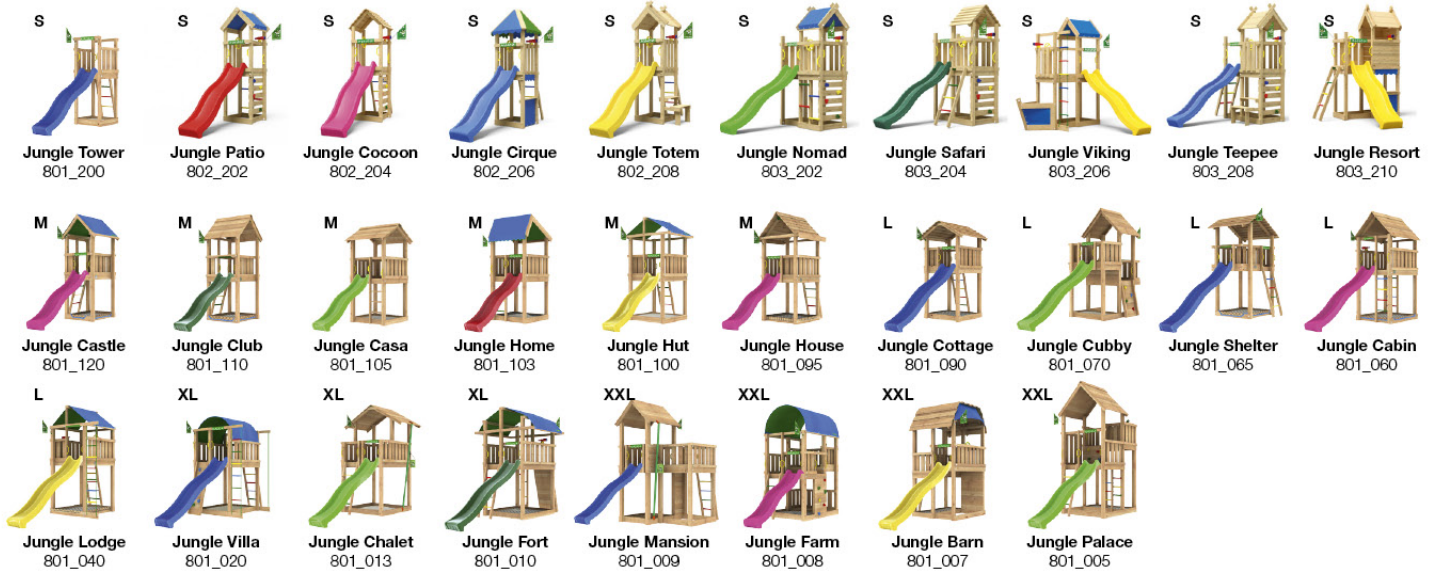 S S S S S S S S S S
Jungle Tower Jungle Patio Jungle Cocoon Jungle Cirque Jungle Totem Jungle Nomad Jungle Safari Jungle Viking Jungle Teepee Jungle Resort
801_200 802_202 802_204 802_206 802_208 803_202 803_204 803_206 803_208 803_210
M M M M M M L L L L
Jungle Castle Jungle Club Jungle Casa Jungle Home Jungle Hut Jungle House Jungle Cottage Jungle Cubby Jungle Shelter Jungle Cabin
801_120 801_110 801_105 801_103 801_100 801_095 801_090 801_070 801_065 801_060
L XL XL XL XXL XXL XXL XXL
Jungle Lodge Jungle Villa Jungle Chalet Jungle Fort Jungle Mansion Jungle Farm Jungle Barn Jungle Palace
801_040 801_020 801_013 801_010 801_009 801_008 801_007 801_005